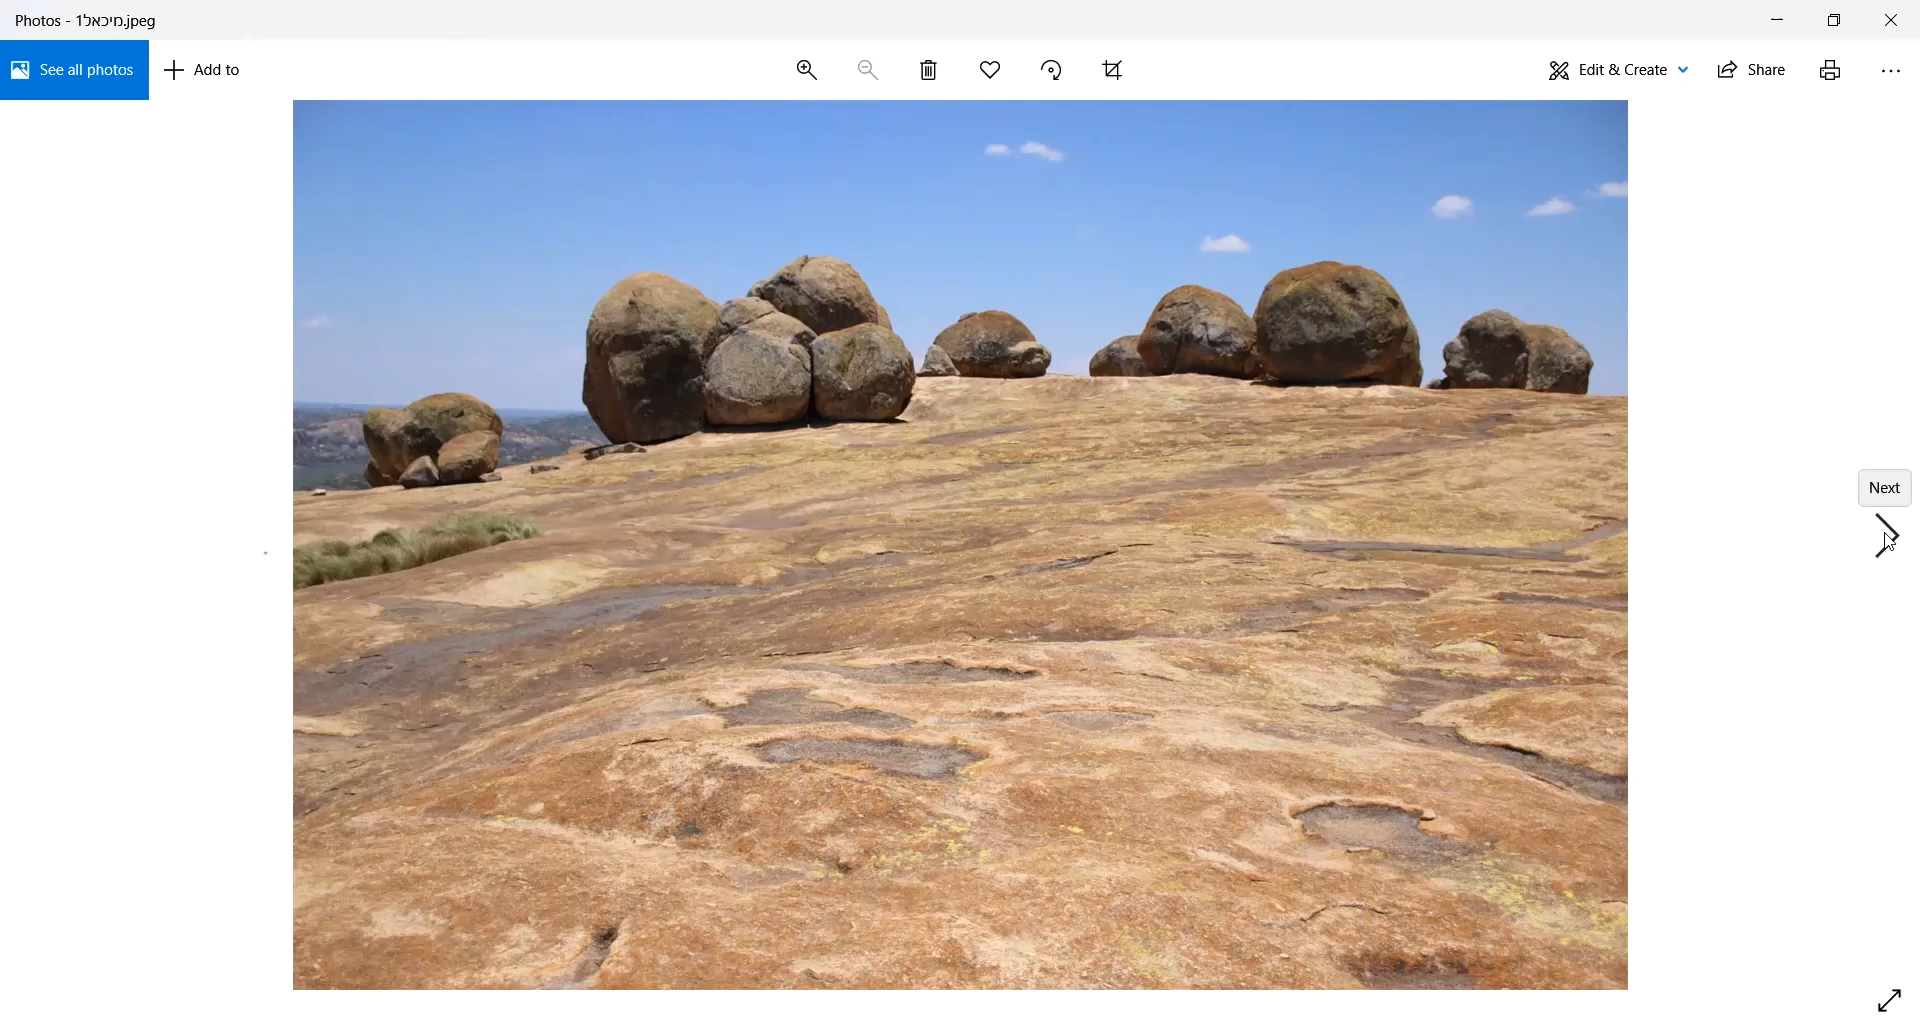 Photos - מיכאל1.jpeg
See all photos
Add to
Edit & Create
Share
Next